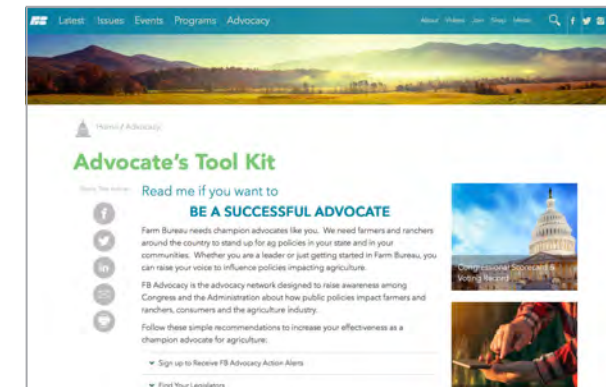 FB Latest Issues Events Programs Advocacy
About Videos Join Shop Media
Home / Advocacy
Advocate's Tool Kit
Share This Article
Read me if you want to
BE A SUCCESSFUL ADVOCATE
Farm Bureau needs champion advocates like you. We need farmers and ranchers
around the country to stand up for ag policies in your state and in your
communities. Whether you are a leader or just getting started in Farm Bureau, you
can raise your voice to influence policies impacting agriculture.
FB Advocacy is the advocacy network designed to raise awareness among
Congress and the Administration about how public policies impact farmers and
ranchers, consumers and the agriculture industry.
Follow these simple recommendations to increase your effectiveness as a
champion advocate for agriculture:
Sign up to Receive FB Advocacy Action Alerts
Find Your Legislators
Congressional Scorecard &
Voting Record